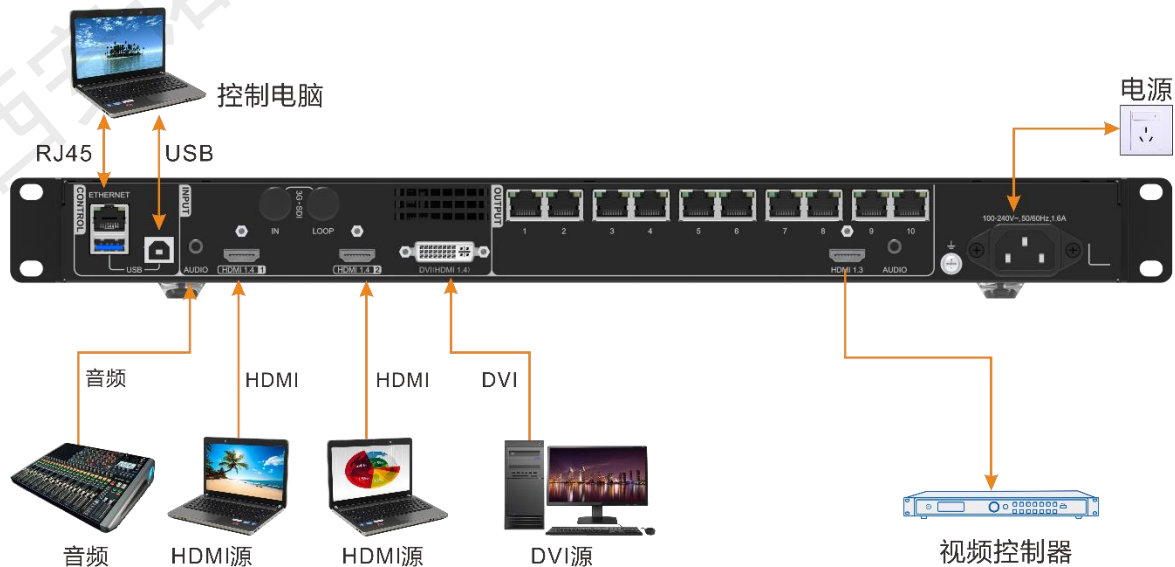 控制电脑
电源
RJ45
USB
CONTROL
ETHERNET
INPUT
3G-SDI
IN
LOOP
OUTPUT
1 2 3 4 5 6 7 8 9 10
100-240V~,50/60Hz,1.6A
USB
AUDIO
HDMI 1.4 1
HDMI 1.4 2
DVI(HDMI 1.4)
HDMI 1.3
AUDIO
音频
HDMI
HDMI
DVI
音频
HDMI源
HDMI源
DVI源
视频控制器